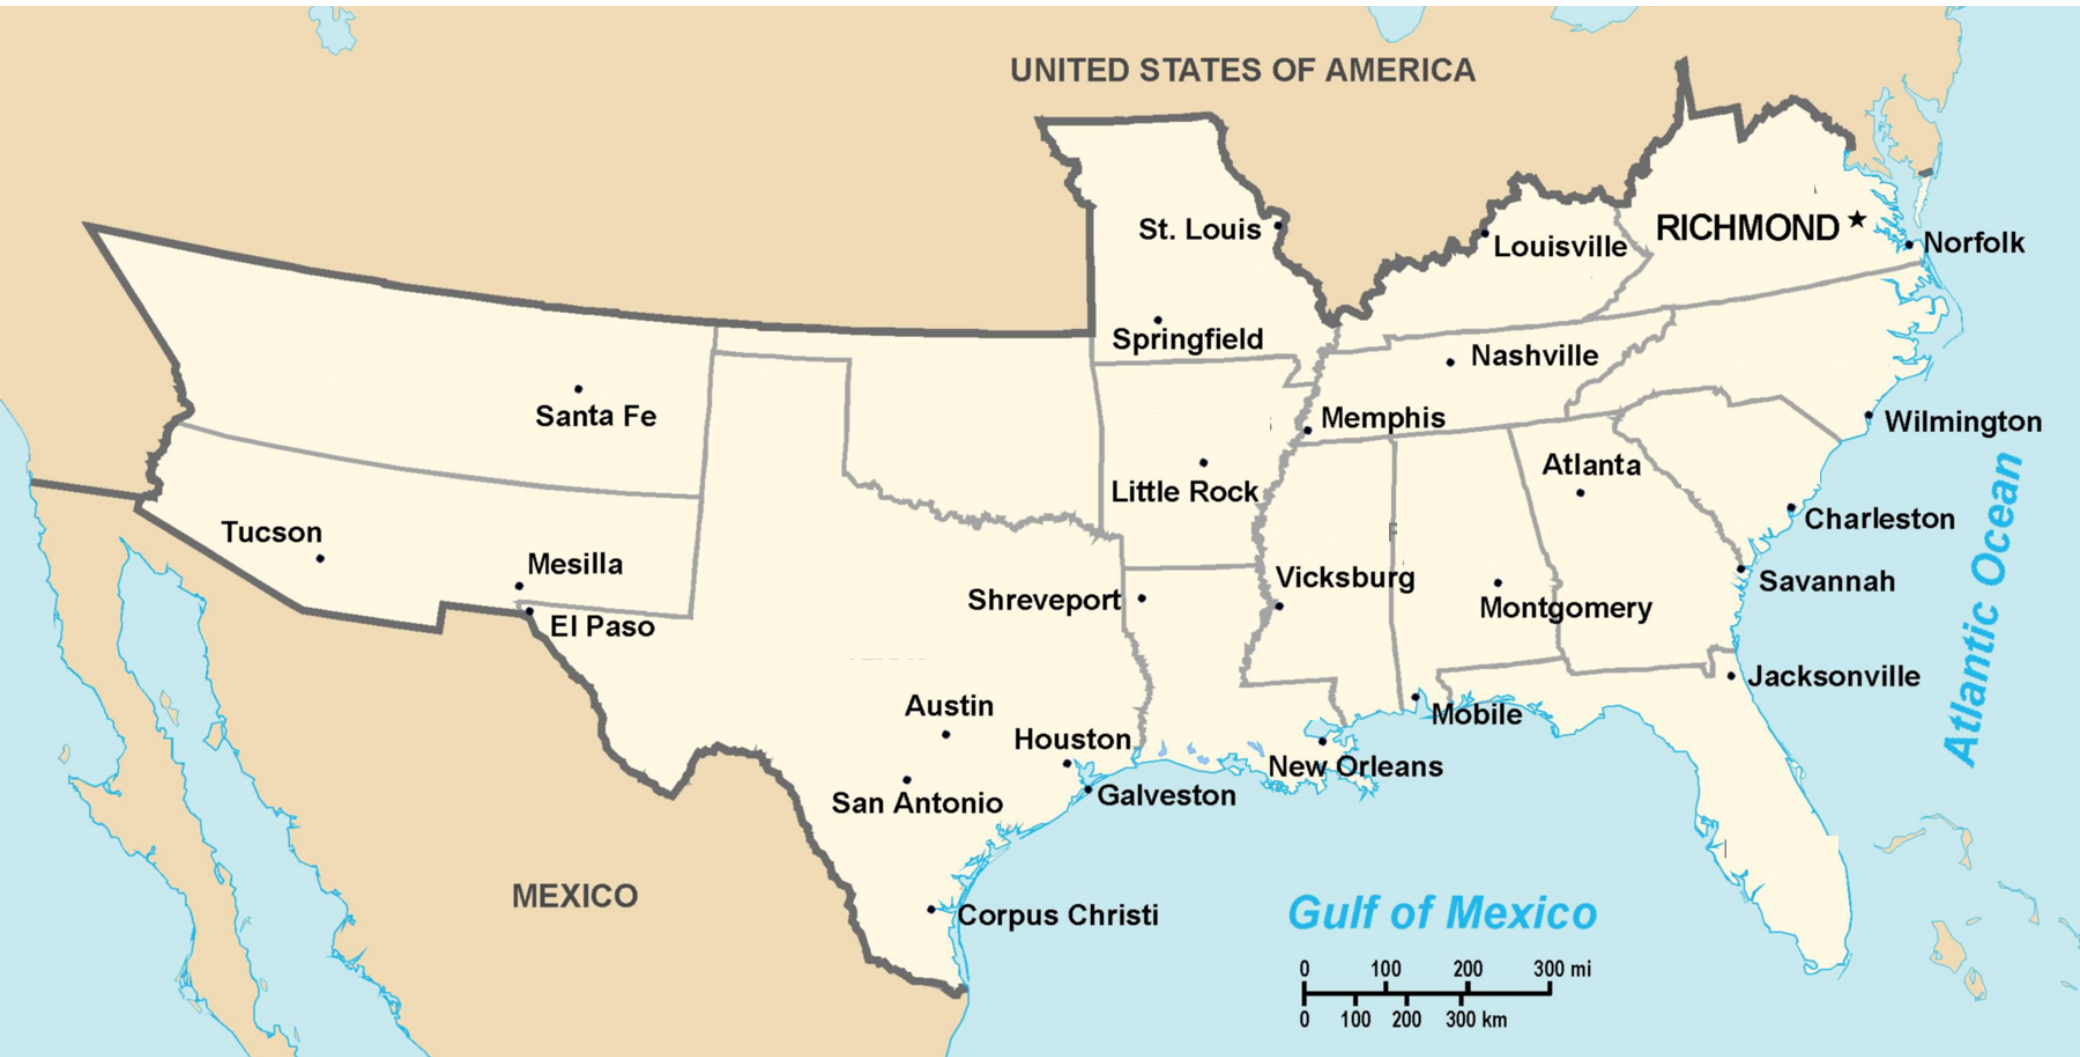 UNITED STATES OF AMERICA
St. Louis
Louisville
RICHMOND
Norfolk
Springfield
Nashville
Santa Fe
Memphis
Wilmington
Little Rock
Atlanta
Charleston
Tucson
Mesilla
Vicksburg
Savannah
Shreveport
Montgomery
El Paso
Jacksonville
Atlantic Ocean
Austin
Mobile
Houston
New Orleans
San Antonio
Galveston
MEXICO
Corpus Christi
Gulf of Mexico
0 100 200 300 mi
0 100 200 300 km